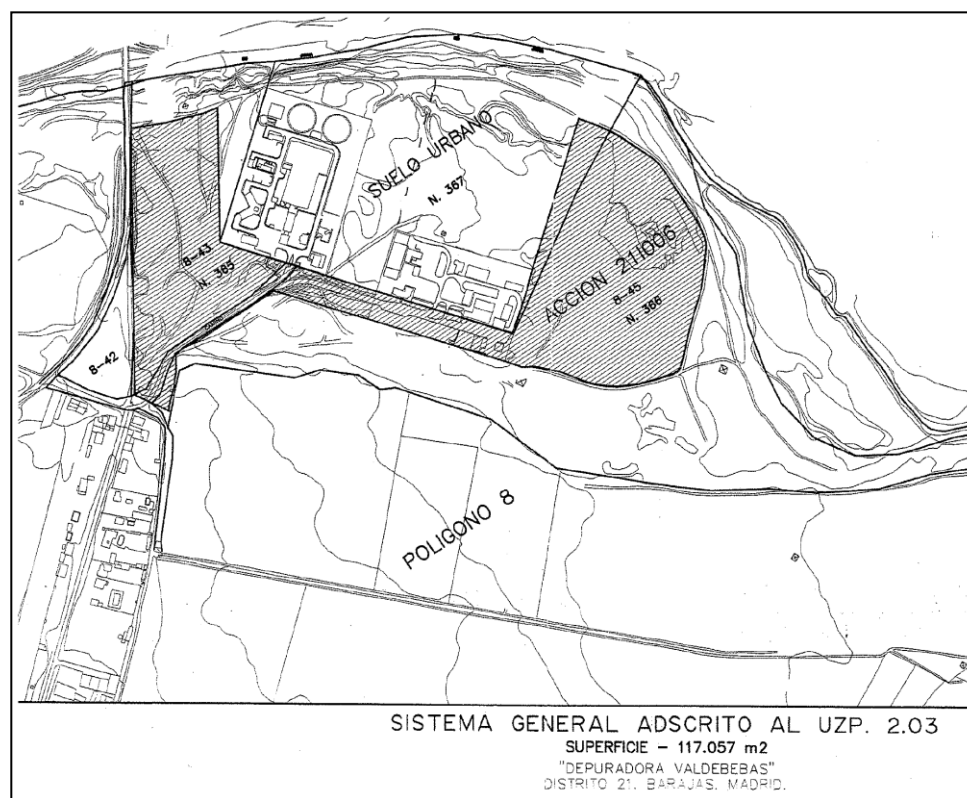 SUELO URBANO
N. 367
8-43
N. 365
ACCION 211006
8-45
N. 366
8-42
POLIGONO 8
SISTEMA GENERAL ADSCRITO AL UZP. 2.03
SUPERFICIE - 117.057 m2
"DEPURADORA VALDEBEBAS"
DISTRITO 21. BARAJAS. MADRID.